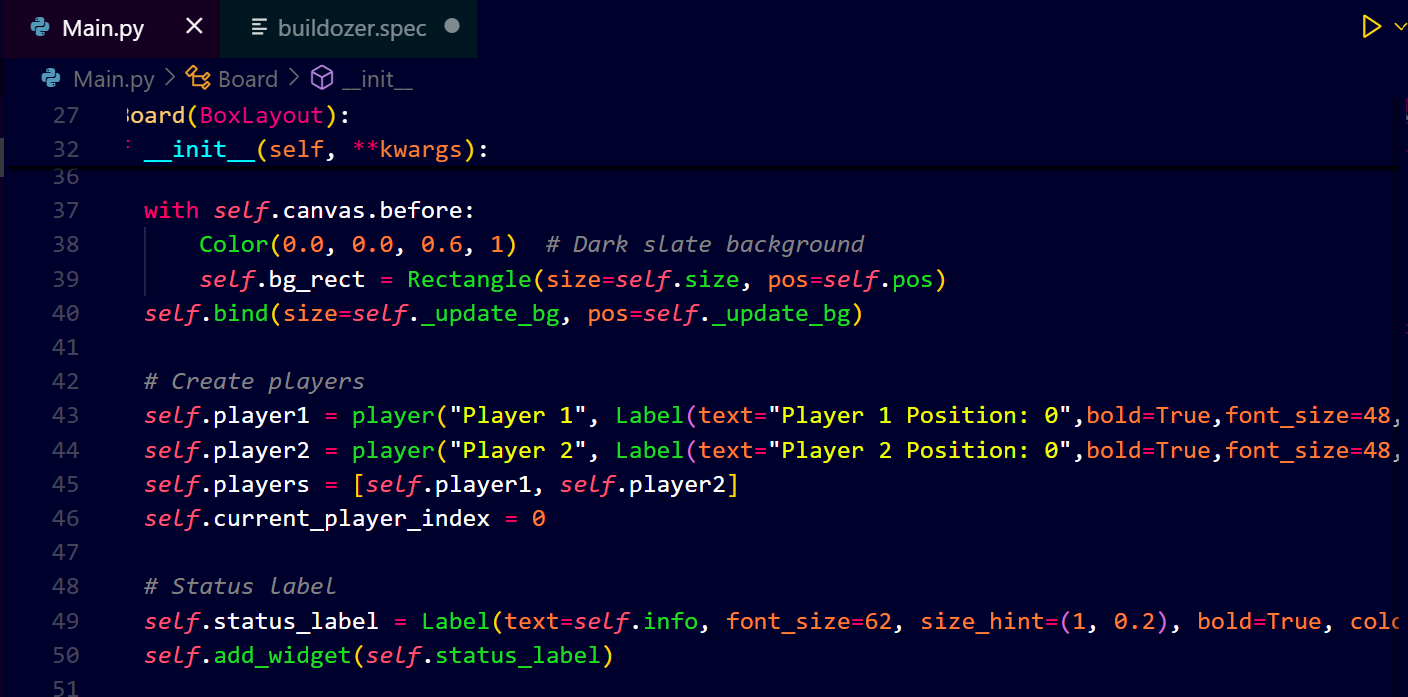 Main.py × buildozer.spec
Main.py > Board > __init__
27 Board(BoxLayout):
32 __init__(self, **kwargs):
36
37 with self.canvas.before:
38 Color(0.0, 0.0, 0.6, 1)  # Dark slate background
39 self.bg_rect = Rectangle(size=self.size, pos=self.pos)
40 self.bind(size=self._update_bg, pos=self._update_bg)
41
42 # Create players
43 self.player1 = player("Player 1", Label(text="Player 1 Position: 0",bold=True,font_size=48,
44 self.player2 = player("Player 2", Label(text="Player 2 Position: 0",bold=True,font_size=48,
45 self.players = [self.player1, self.player2]
46 self.current_player_index = 0
47
48 # Status label
49 self.status_label = Label(text=self.info, font_size=62, size_hint=(1, 0.2), bold=True, colo
50 self.add_widget(self.status_label)
51